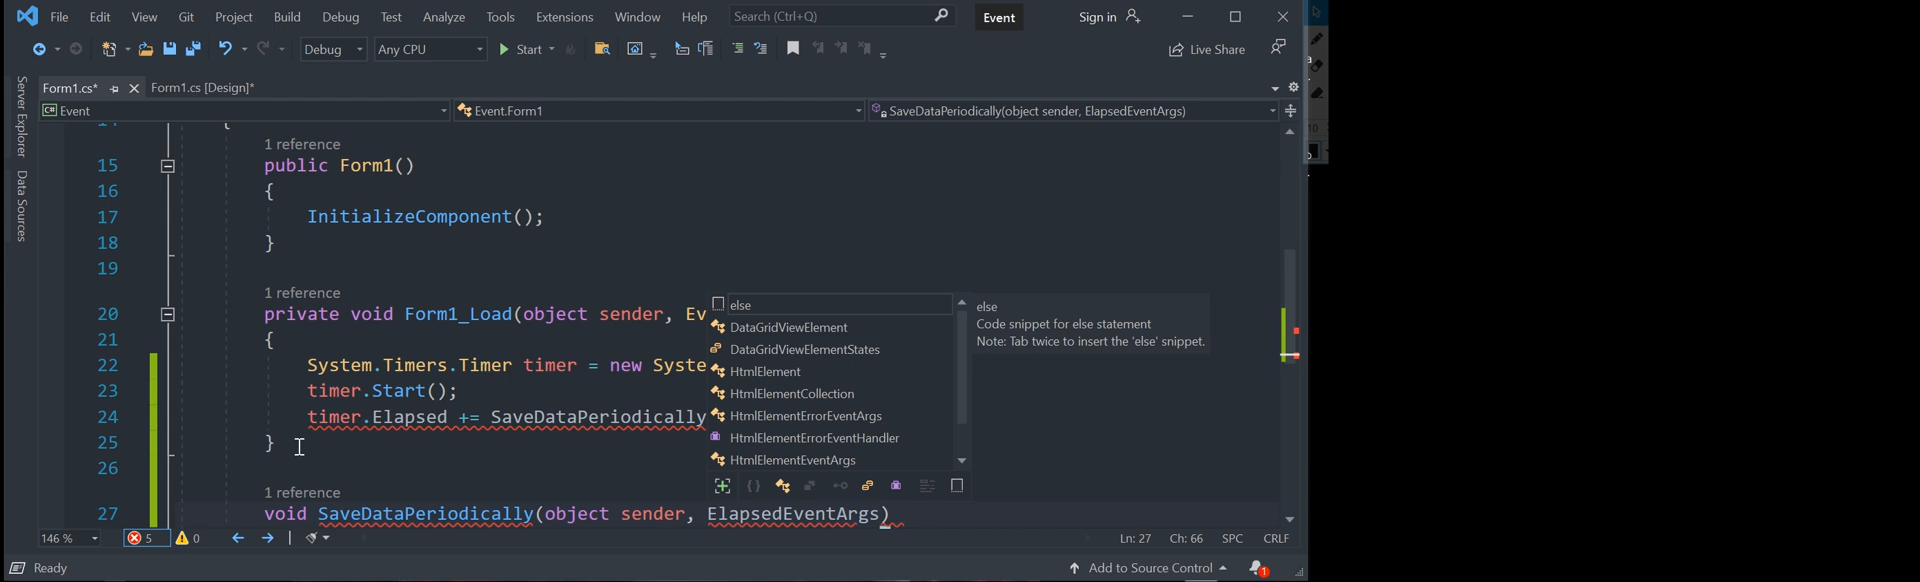 File Edit View Git Project Build Debug Test Analyze Tools Extensions Window Help Search (Ctrl+Q) Event Sign in
Debug Any CPU Start Live Share
Form1.cs* Form1.cs [Design]*
C# Event Event.Form1 SaveDataPeriodically(object sender, ElapsedEventArgs)
Server Explorer
Data Sources
1 reference
15 public Form1()
16 {
17 InitializeComponent();
18 }
19
1 reference
20 private void Form1_Load(object sender, Ev
21 {
22 System.Timers.Timer timer = new Syste
23 timer.Start();
24 timer.Elapsed += SaveDataPeriodically
25 }
26
1 reference
27 void SaveDataPeriodically(object sender, ElapsedEventArgs)
else
DataGridViewElement
DataGridViewElementStates
HtmlElement
HtmlElementCollection
HtmlElementErrorEventArgs
HtmlElementErrorEventHandler
HtmlElementEventArgs
else
Code snippet for else statement
Note: Tab twice to insert the 'else' snippet.
146 % 5 0 Ln: 27 Ch: 66 SPC CRLF
Ready Add to Source Control 1
10